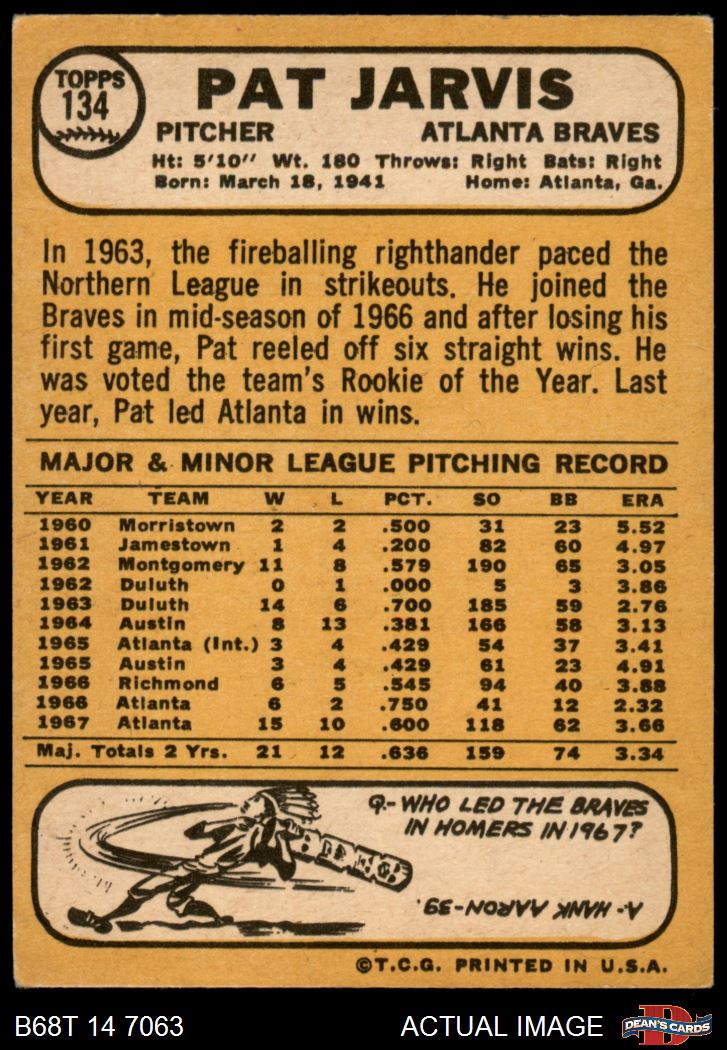 TOPPS
134
PAT JARVIS
PITCHER ATLANTA BRAVES
Ht: 5'10" Wt. 180 Throws: Right Bats: Right
Born: March 18, 1941 Home: Atlanta, Ga.
In 1963, the fireballing righthander paced the
Northern League in strikeouts. He joined the
Braves in mid-season of 1966 and after losing his
first game, Pat reeled off six straight wins. He
was voted the team's Rookie of the Year. Last
year, Pat led Atlanta in wins.
MAJOR & MINOR LEAGUE PITCHING RECORD
YEAR TEAM W L PCT. SO BB ERA
1960 Morristown 2 2 .500 31 23 5.52
1961 Jamestown 1 4 .200 82 60 4.97
1962 Montgomery 11 8 .579 190 65 3.05
1962 Duluth 0 1 .000 5 3 3.86
1963 Duluth 14 6 .700 185 59 2.76
1964 Austin 8 13 .381 166 58 3.13
1965 Atlanta (Int.) 3 4 .429 54 37 3.41
1965 Austin 3 4 .429 61 23 4.91
1966 Richmond 6 5 .545 94 40 3.88
1966 Atlanta 6 2 .750 41 12 2.32
1967 Atlanta 15 10 .600 118 62 3.66
Maj. Totals 2 Yrs. 21 12 .636 159 74 3.34
Q.-WHO LED THE BRAVES
IN HOMERS IN 1967?
A- HANK AARON-39.
©T.C.G. PRINTED IN U.S.A.
B68T 14 7063 ACTUAL IMAGE
D
DEAN'S CARDS